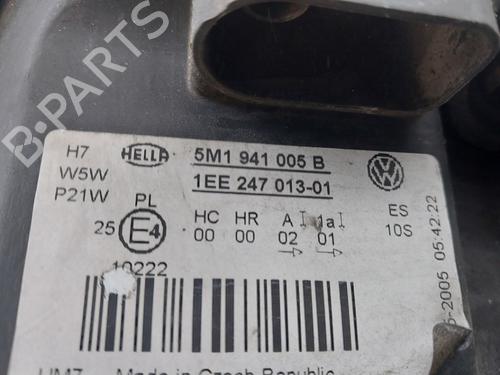 B-PARTS
H7 HELLA 5M1 941 005 B
W5W 1EE 247 013-01
P21W PL
25 E4 HC HR A 1a ES
00 00 02 01 10S
10222
-2005 05:42:22
Made in Czech Republic